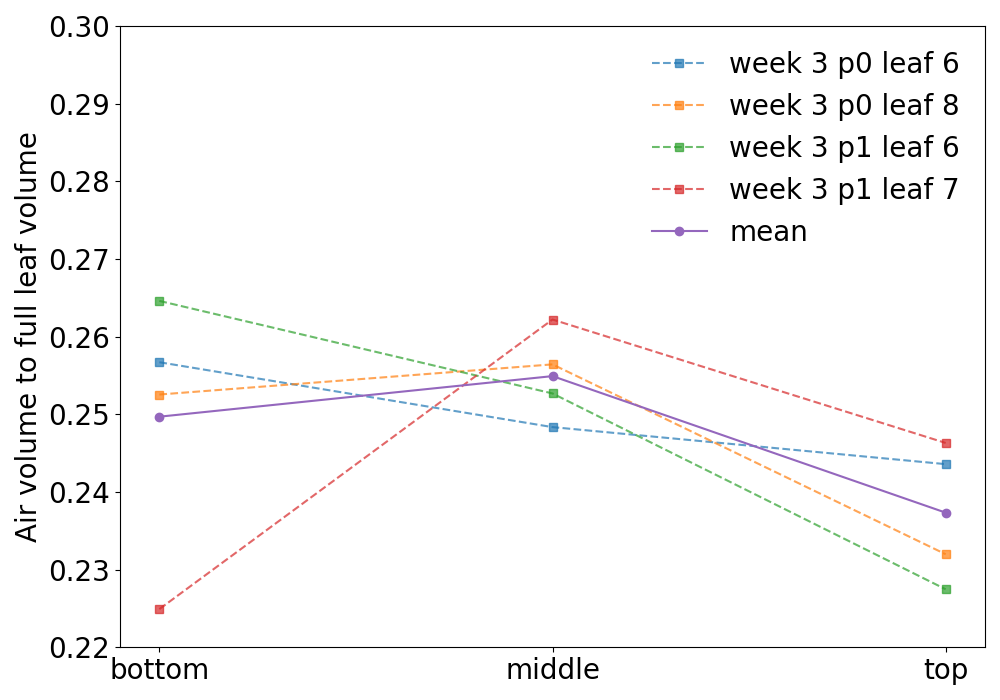 Air volume to full leaf volume
0.30
0.29
0.28
0.27
0.26
0.25
0.24
0.23
0.22
week 3 p0 leaf 6
week 3 p0 leaf 8
week 3 p1 leaf 6
week 3 p1 leaf 7
mean
bottom middle top